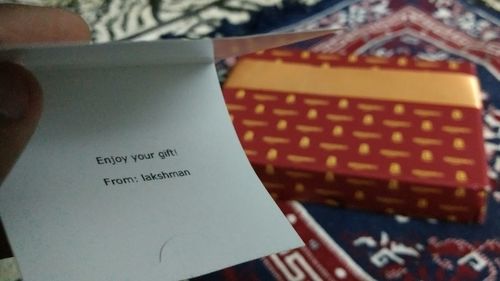 Enjoy your gift!
From: lakshman